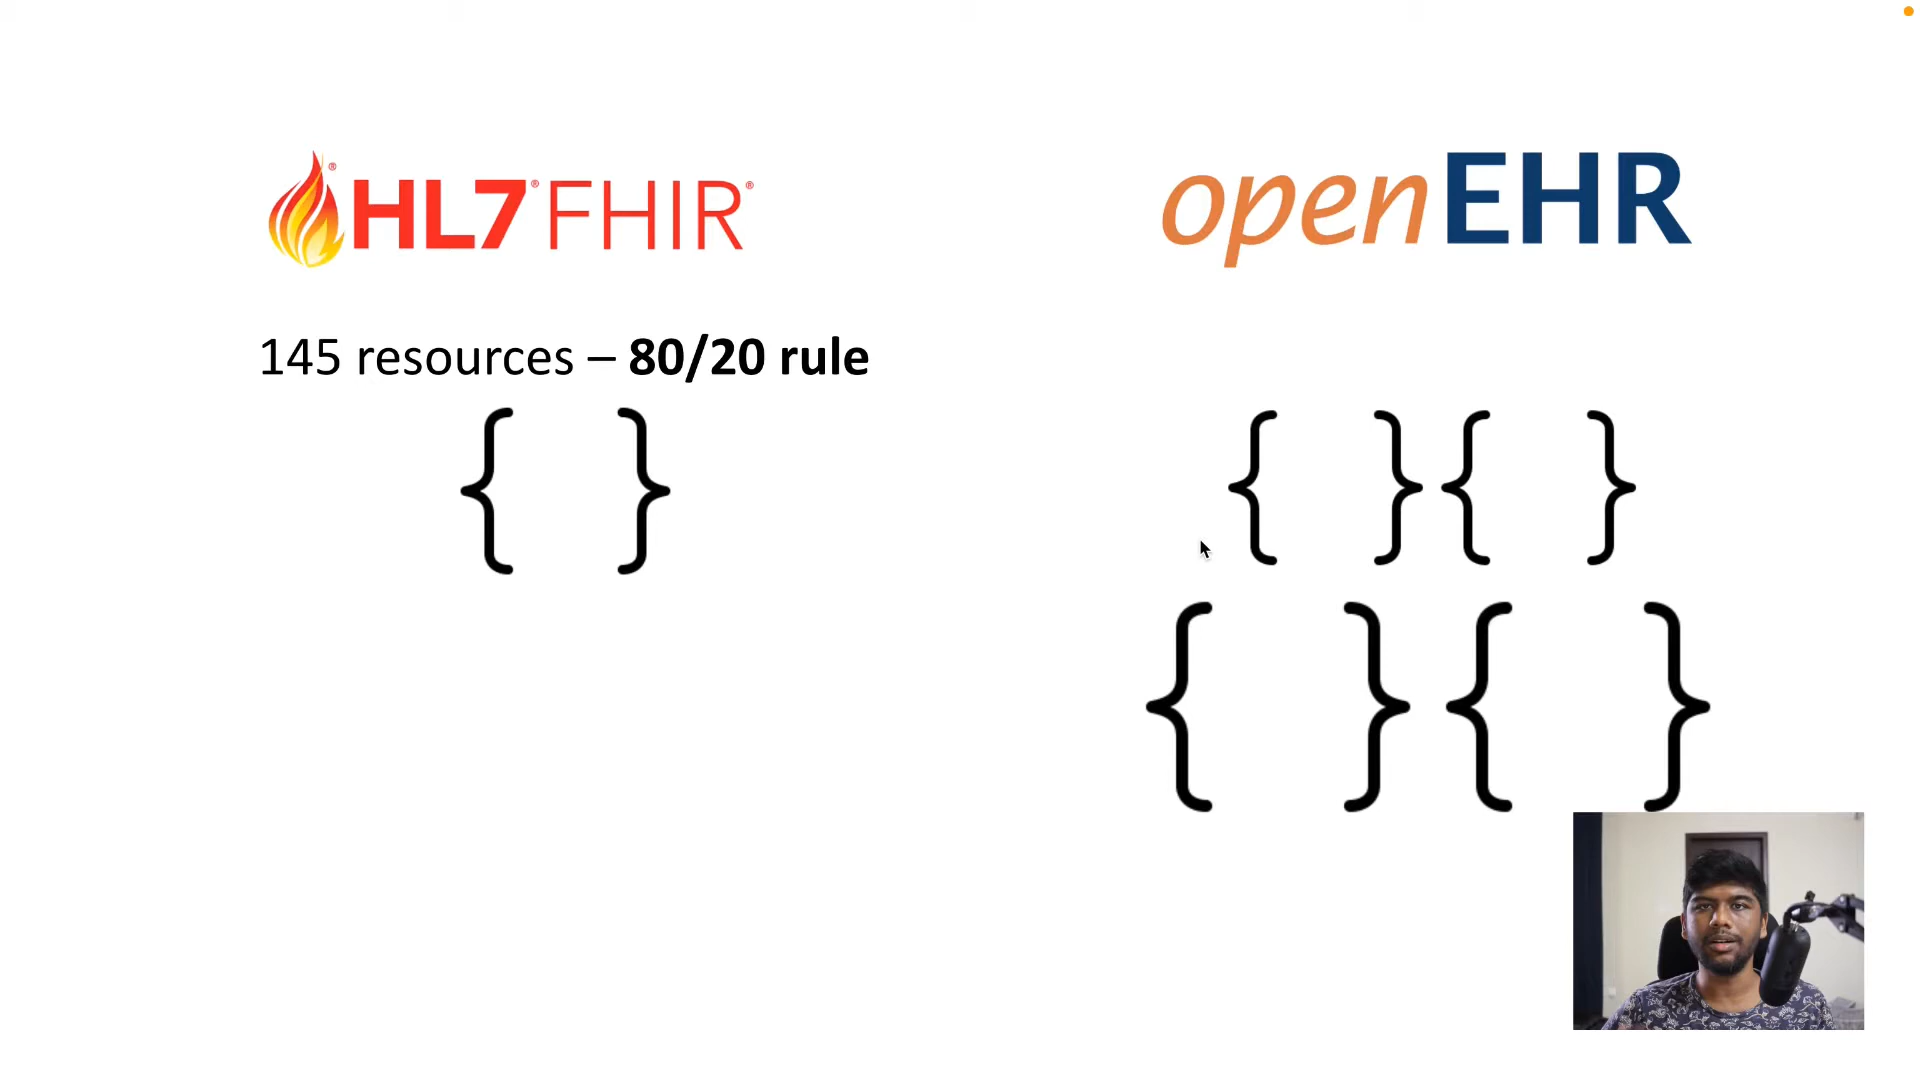 HL7® FHIR®
openEHR
145 resources – 80/20 rule
{ }
{ } { }
{ } { }